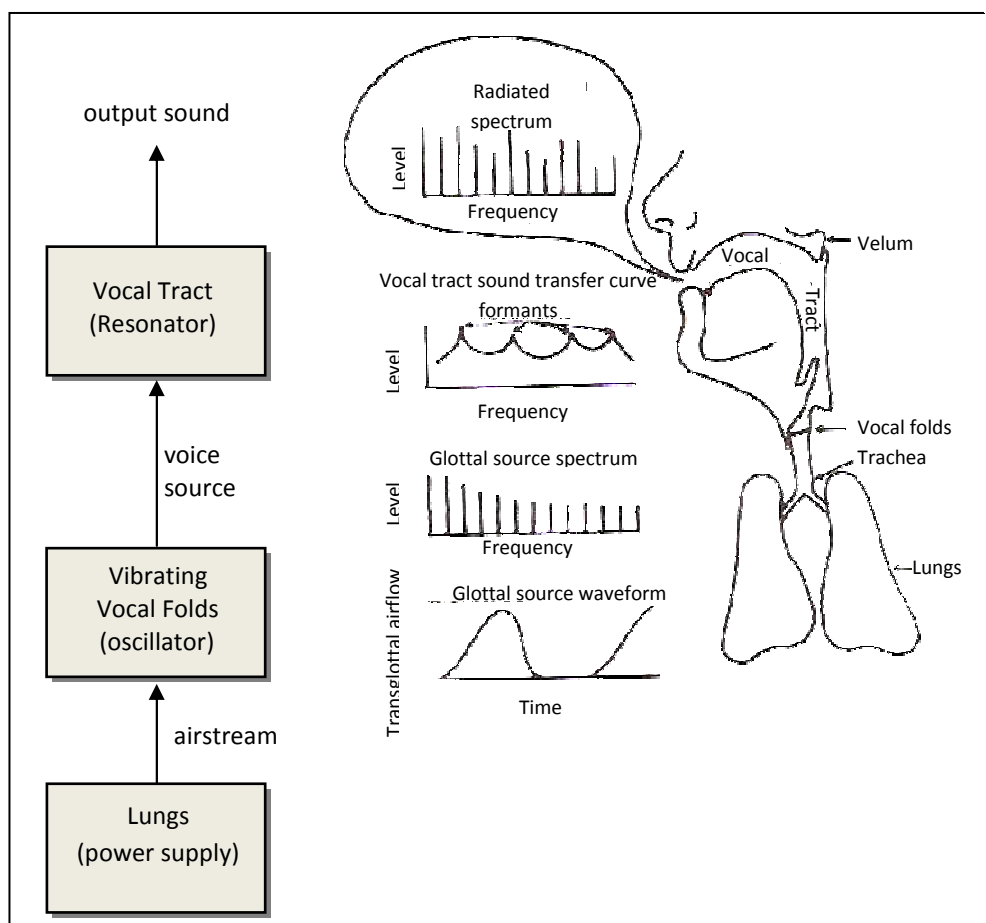 output sound
Vocal Tract
(Resonator)
voice
source
Vibrating
Vocal Folds
(oscillator)
airstream
Lungs
(power supply)
Radiated
spectrum
Level
Frequency
Vocal tract sound transfer curve
formants
Level
Frequency
Glottal source spectrum
Level
Frequency
Glottal source waveform
Transglottal airflow
Time
Vocal
Tract
Velum
Vocal folds
Trachea
Lungs